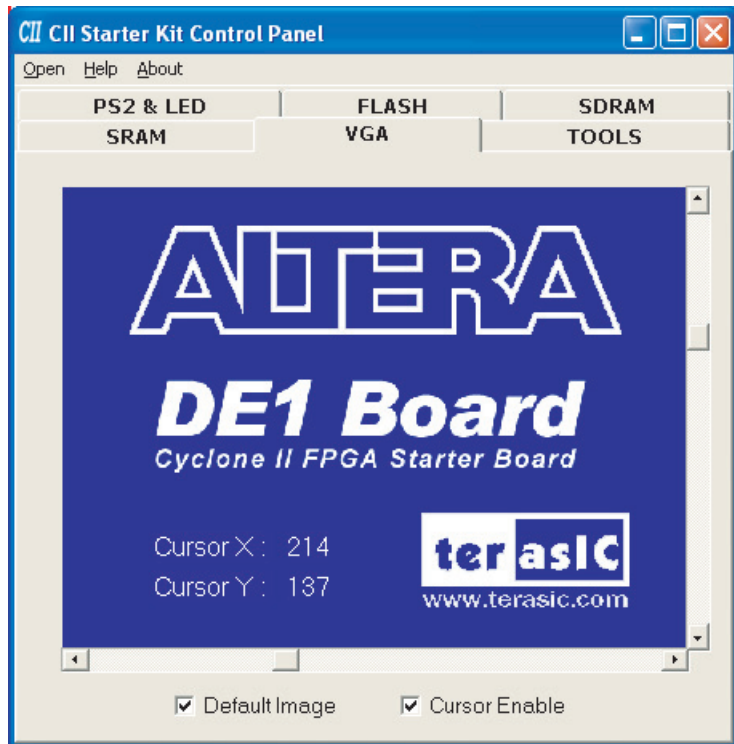 CII CII Starter Kit Control Panel
Open Help About
PS2 & LED FLASH SDRAM
SRAM VGA TOOLS
ALTERA
DE1 Board
Cyclone II FPGA Starter Board
Cursor X : 214
Cursor Y : 137
terasIC
www.terasic.com
Default Image Cursor Enable